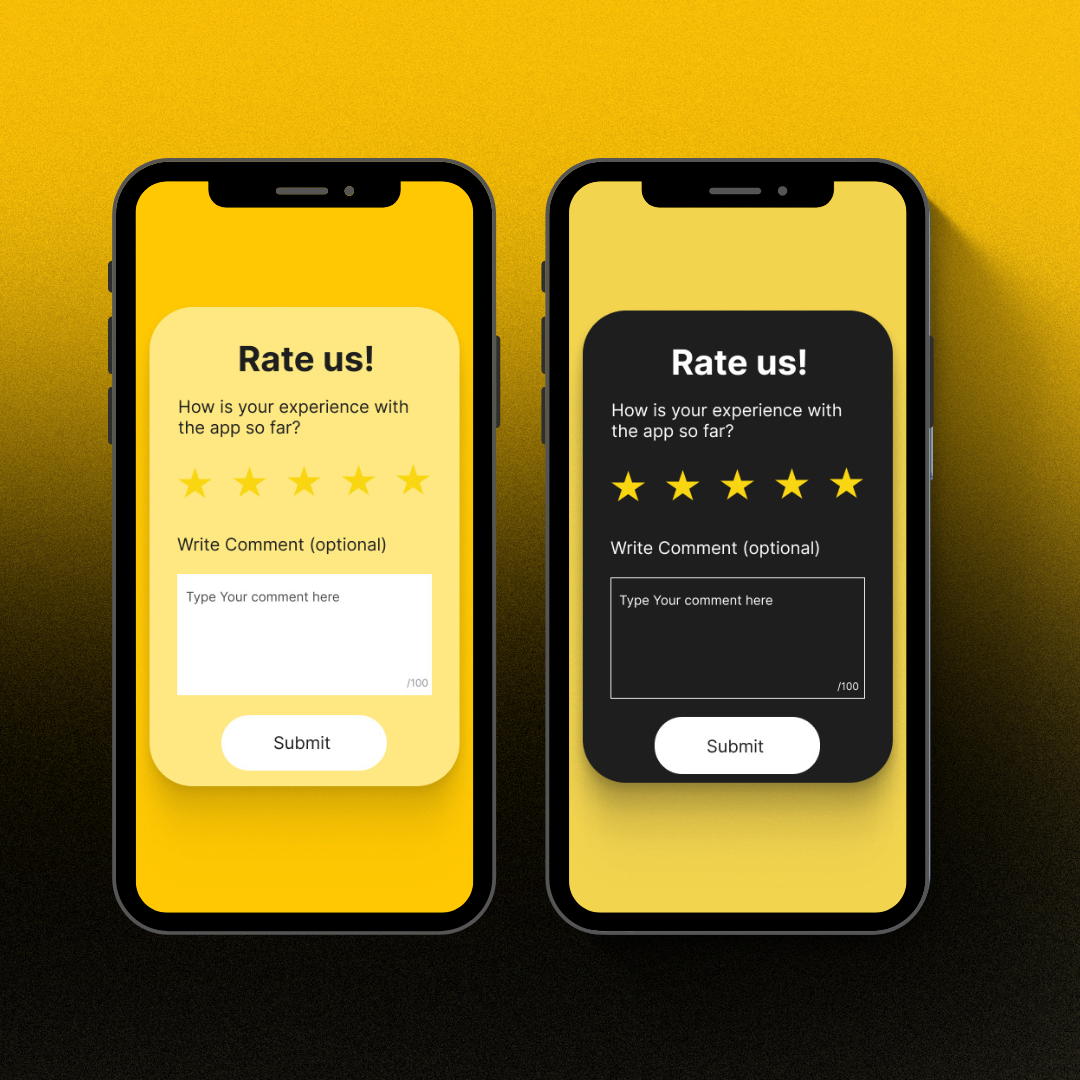 Rate us!
How is your experience with
the app so far?
Write Comment (optional)
Type Your comment here
/100
Submit
Rate us!
How is your experience with
the app so far?
Write Comment (optional)
Type Your comment here
/100
Submit